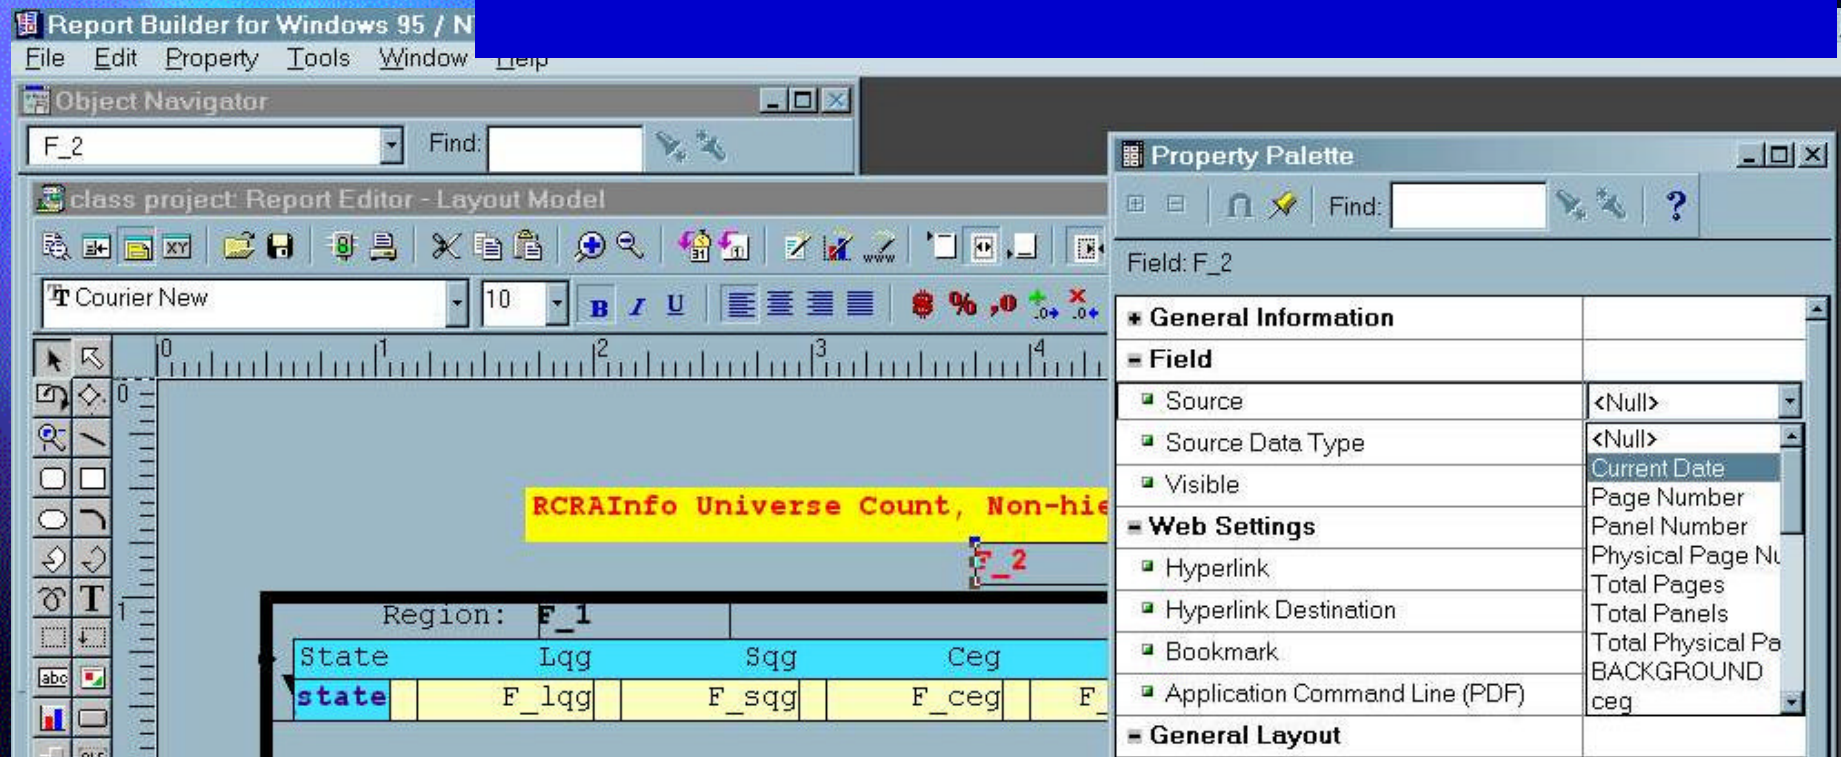 Report Builder for Windows 95 / N
File Edit Property Tools Window Help
Object Navigator
F_2 Find:
class project: Report Editor - Layout Model
Courier New 10 B I U
0 1 2 3 4
0
RCRAInfo Universe Count, Non-hie
F_2
1
Region: F_1
State Lqg Sqg Ceg
state F_lqg F_sqg F_ceg F_
Property Palette
Find: ?
Field: F_2
+ General Information
- Field
Source <Null>
Source Data Type
Visible
- Web Settings
Hyperlink
Hyperlink Destination
Bookmark
Application Command Line (PDF)
- General Layout
<Null>
Current Date
Page Number
Panel Number
Physical Page Nu
Total Pages
Total Panels
Total Physical Pa
BACKGROUND
ceg